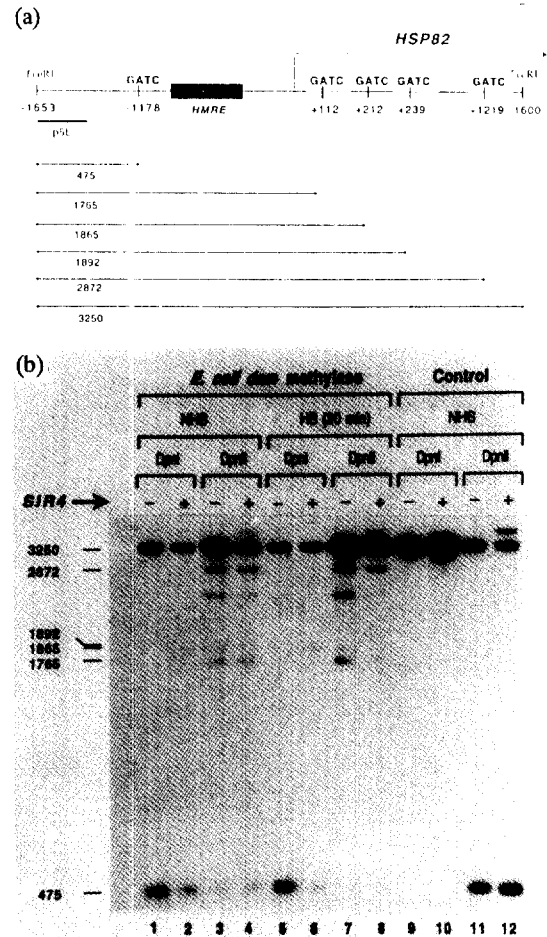 (a)
HSP82
GATC GATC GATC GATC GATC
-1653 -1178 HMRE +112 +212 +239 +1219 1600
475
1765
1865
1892
2872
3250
(b)
E. coli dam methylase Control
NHS HS (20 min) NHS
DpnI DpnII DpnI DpnII DpnI DpnII
SIR4 - + - + - + - + - + - +
3250
2872
1892
1865
1765
475
1 2 3 4 5 6 7 8 9 10 11 12